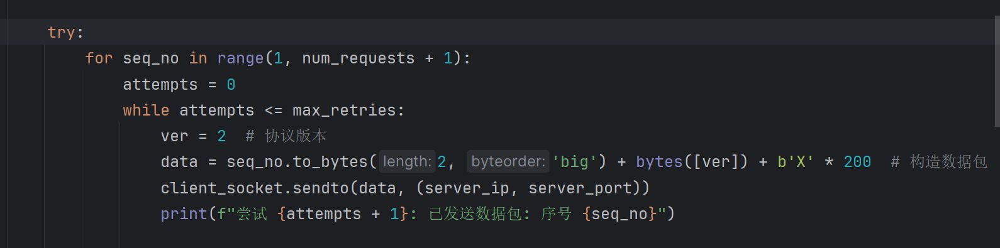 try:
for seq_no in range(1, num_requests + 1):
attempts = 0
while attempts <= max_retries:
ver = 2  # 协议版本
data = seq_no.to_bytes(length: 2, byteorder: 'big') + bytes([ver]) + b'X' * 200  # 构造数据包
client_socket.sendto(data, (server_ip, server_port))
print(f"尝试 {attempts + 1}: 已发送数据包: 序号 {seq_no}")